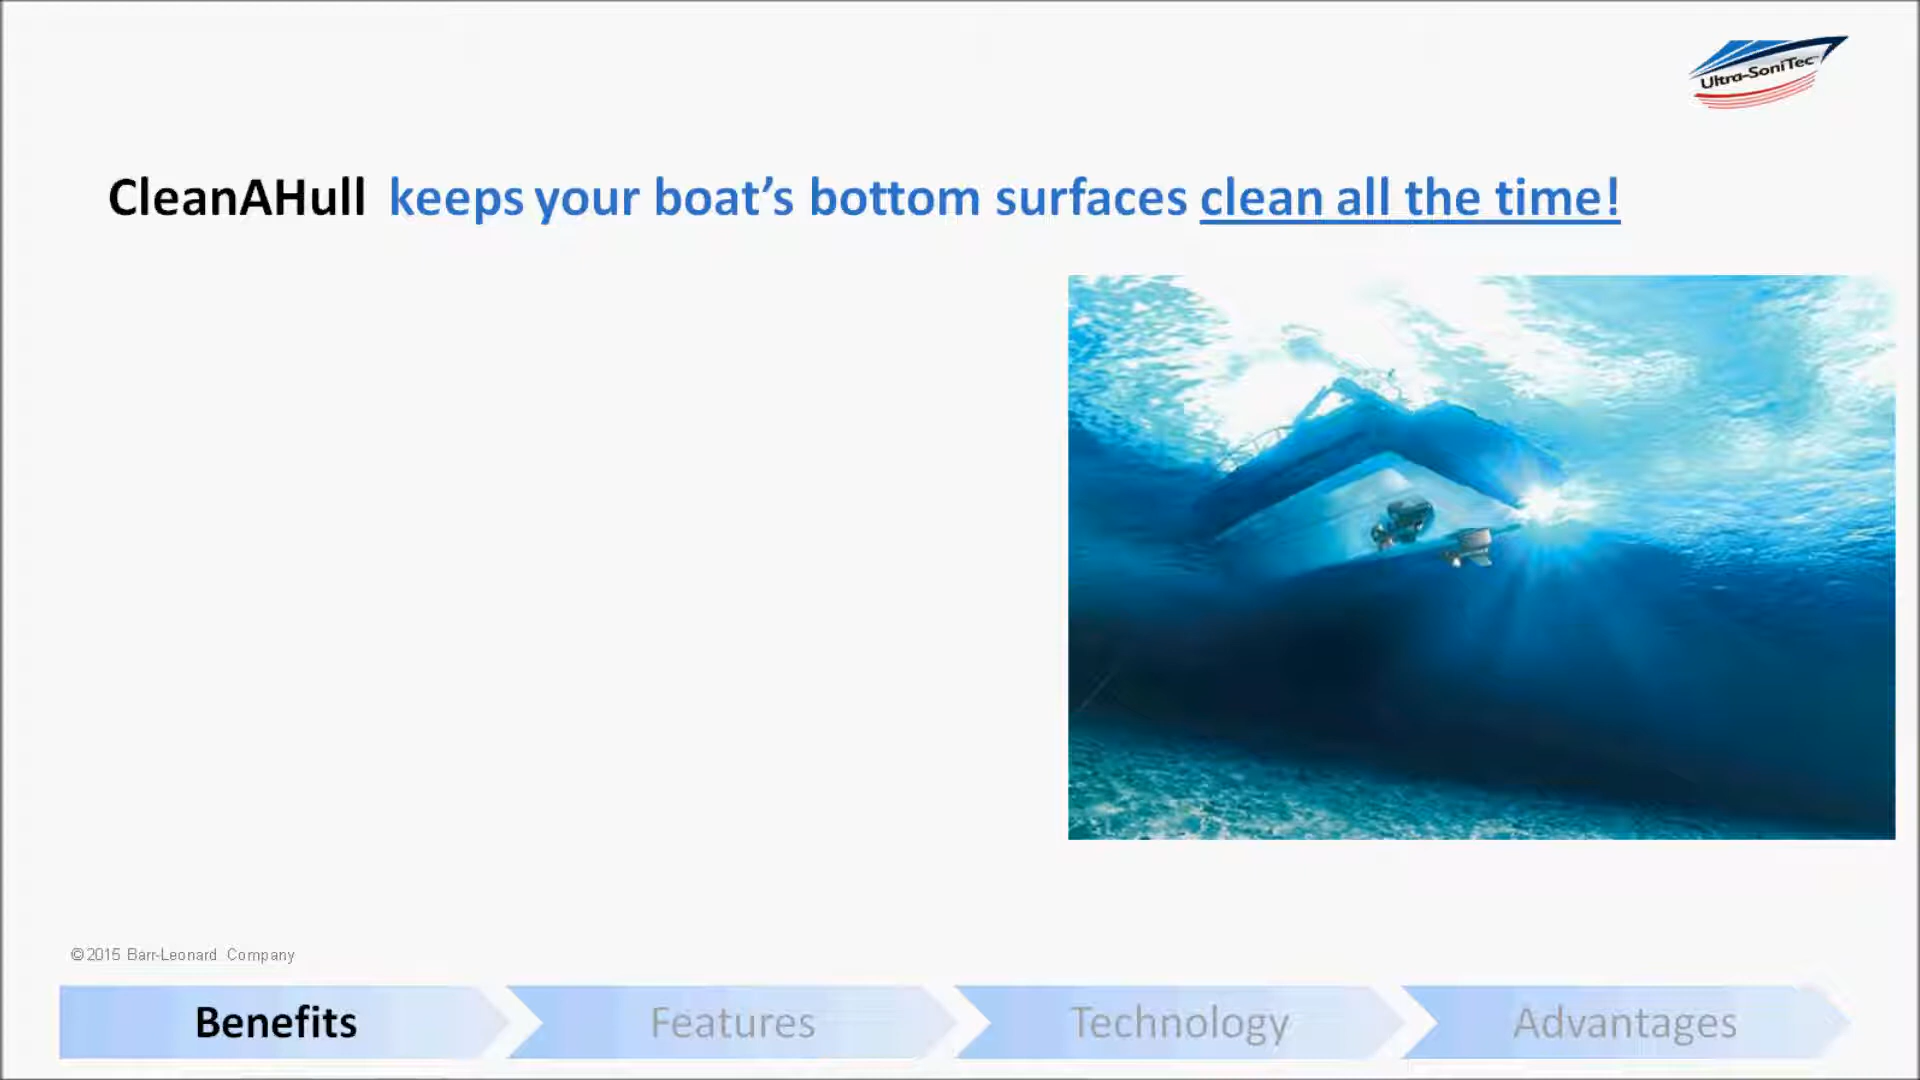 Ultra-SoniTec
CleanAHull keeps your boat’s bottom surfaces clean all the time!
©2015 Barr-Leonard Company
Benefits
Features
Technology
Advantages